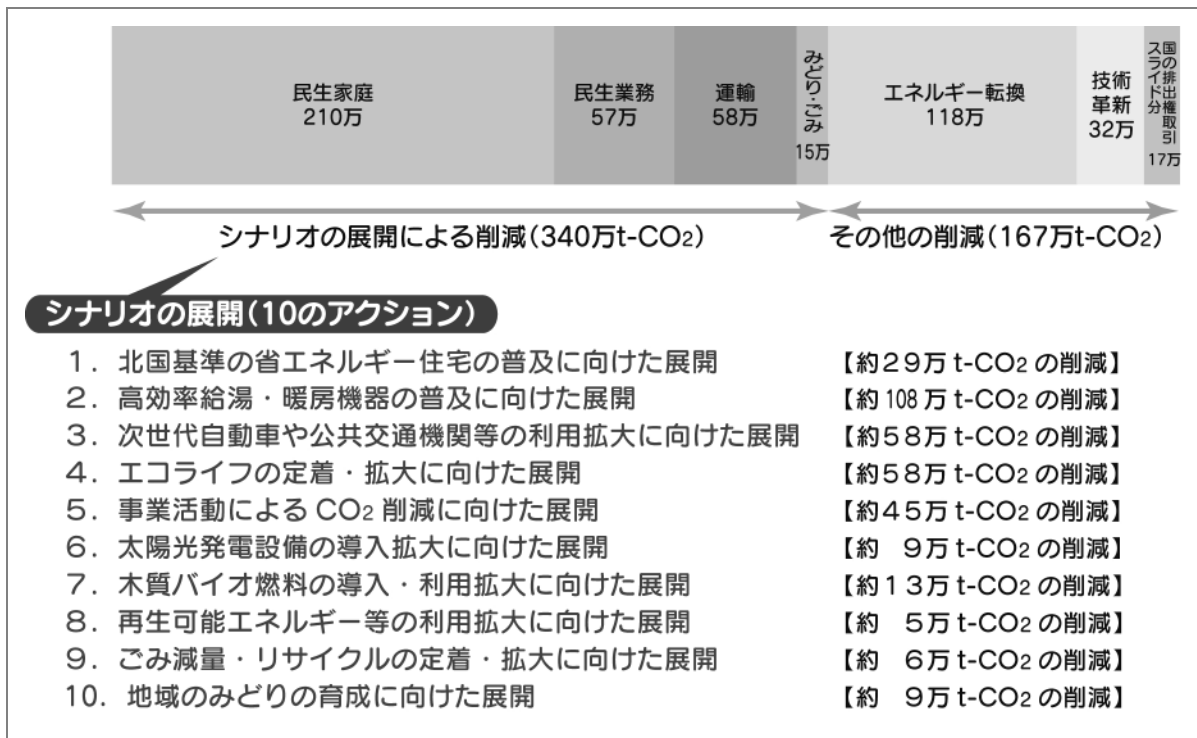 民生家庭
210万
民生業務
57万
運輸
58万
みどり・ごみ
15万
エネルギー転換
118万
技術
革新
32万
国の排出権取引
スライド分
17万
シナリオの展開による削減(340万t-CO2)
その他の削減(167万t-CO2)
シナリオの展開(10のアクション)
1. 北国基準の省エネルギー住宅の普及に向けた展開 【約29万 t-CO2 の削減】
2. 高効率給湯・暖房機器の普及に向けた展開 【約 108 万 t-CO2 の削減】
3. 次世代自動車や公共交通機関等の利用拡大に向けた展開 【約58万 t-CO2 の削減】
4. エコライフの定着・拡大に向けた展開 【約58万 t-CO2 の削減】
5. 事業活動による CO2 削減に向けた展開 【約45万 t-CO2 の削減】
6. 太陽光発電設備の導入拡大に向けた展開 【約 9万 t-CO2 の削減】
7. 木質バイオ燃料の導入・利用拡大に向けた展開 【約13万 t-CO2 の削減】
8. 再生可能エネルギー等の利用拡大に向けた展開 【約 5万 t-CO2 の削減】
9. ごみ減量・リサイクルの定着・拡大に向けた展開 【約 6万 t-CO2 の削減】
10. 地域のみどりの育成に向けた展開 【約 9万 t-CO2 の削減】